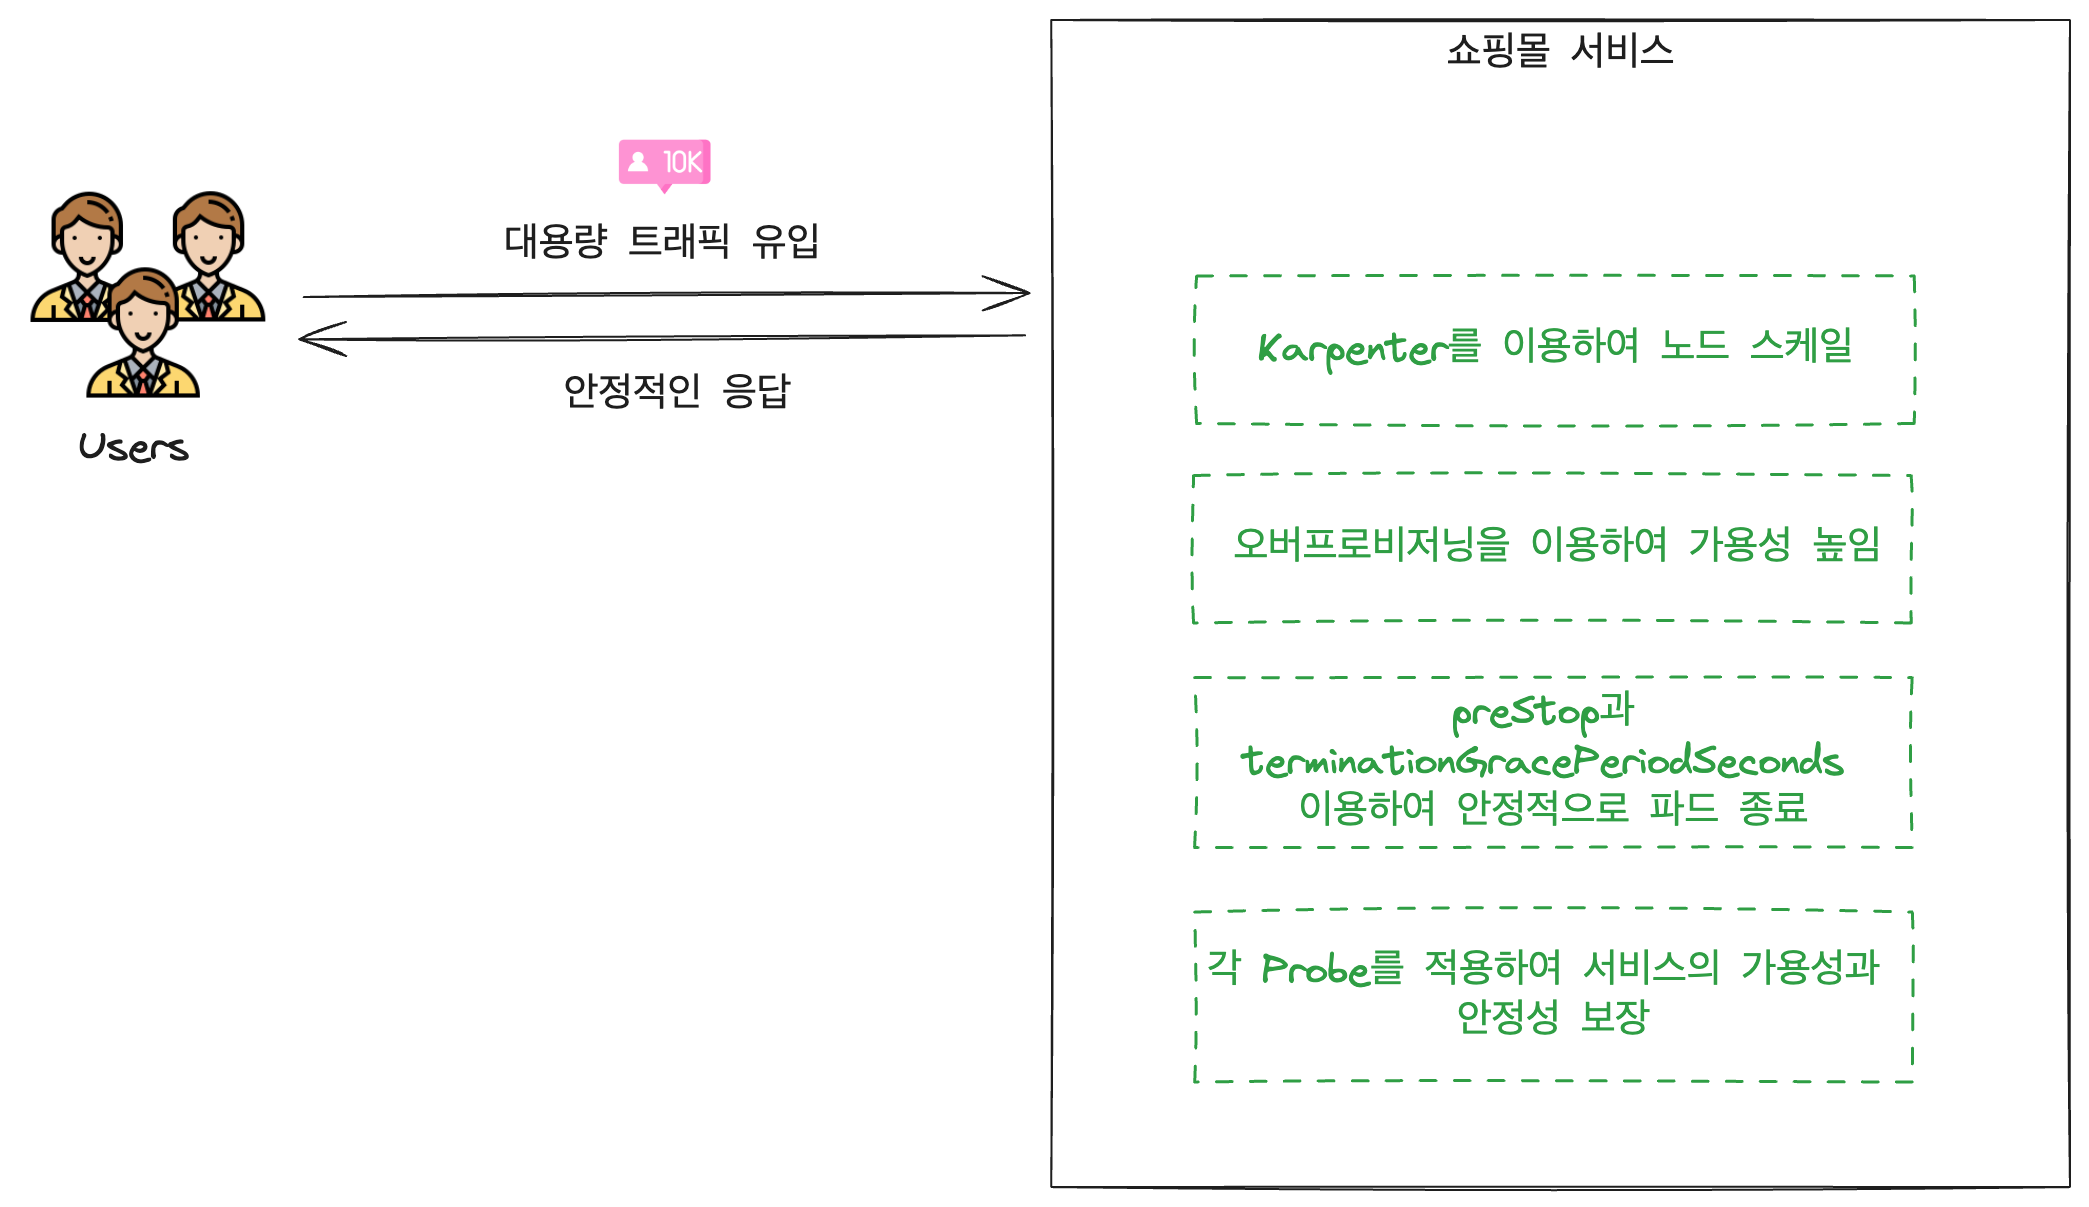 쇼핑몰 서비스
10K
대용량 트래픽 유입
안정적인 응답
Users
Karpenter를 이용하여 노드 스케일
오버프로비저닝을 이용하여 가용성 높임
preStop과
terminationGracePeriodSeconds
이용하여 안정적으로 파드 종료
각 Probe를 적용하여 서비스의 가용성과
안정성 보장